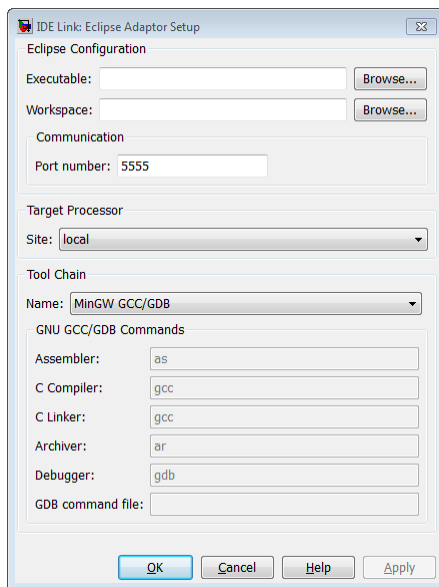 IDE Link: Eclipse Adaptor Setup
Eclipse Configuration
Executable: Browse...
Workspace: Browse...
Communication
Port number: 5555
Target Processor
Site: local
Tool Chain
Name: MinGW GCC/GDB
GNU GCC/GDB Commands
Assembler: as
C Compiler: gcc
C Linker: gcc
Archiver: ar
Debugger: gdb
GDB command file:
OK Cancel Help Apply